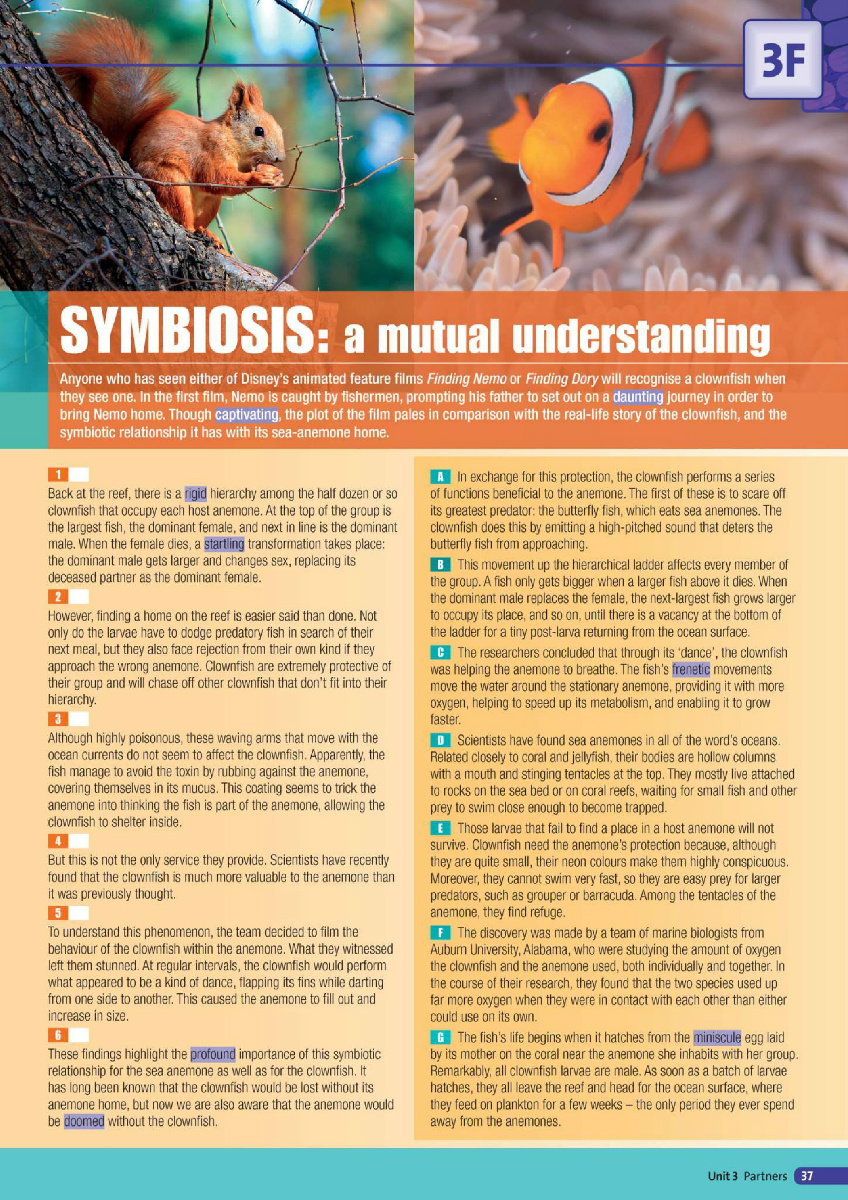 3F
SYMBIOSIS: a mutual understanding
Anyone who has seen either of Disney's animated feature films Finding Nemo or Finding Dory will recognise a clownfish when
they see one. In the first film, Nemo is caught by fishermen, prompting his father to set out on a daunting journey in order to
bring Nemo home. Though captivating, the plot of the film pales in comparison with the real-life story of the clownfish, and the
symbiotic relationship it has with its sea-anemone home.
1
Back at the reef, there is a rigid hierarchy among the half dozen or so
clownfish that occupy each host anemone. At the top of the group is
the largest fish, the dominant female, and next in line is the dominant
male. When the female dies, a startling transformation takes place:
the dominant male gets larger and changes sex, replacing its
deceased partner as the dominant female.
2
However, finding a home on the reef is easier said than done. Not
only do the larvae have to dodge predatory fish in search of their
next meal, but they also face rejection from their own kind if they
approach the wrong anemone. Clownfish are extremely protective of
their group and will chase off other clownfish that don't fit into their
hierarchy.
3
Although highly poisonous, these waving arms that move with the
ocean currents do not seem to affect the clownfish. Apparently, the
fish manage to avoid the toxin by rubbing against the anemone,
covering themselves in its mucus. This coating seems to trick the
anemone into thinking the fish is part of the anemone, allowing the
clownfish to shelter inside.
4
But this is not the only service they provide. Scientists have recently
found that the clownfish is much more valuable to the anemone than
it was previously thought.
5
To understand this phenomenon, the team decided to film the
behaviour of the clownfish within the anemone. What they witnessed
left them stunned. At regular intervals, the clownfish would perform
what appeared to be a kind of dance, flapping its fins while darting
from one side to another. This caused the anemone to fill out and
increase in size.
6
These findings highlight the profound importance of this symbiotic
relationship for the sea anemone as well as for the clownfish. It
has long been known that the clownfish would be lost without its
anemone home, but now we are also aware that the anemone would
be doomed without the clownfish.
A In exchange for this protection, the clownfish performs a series
of functions beneficial to the anemone. The first of these is to scare off
its greatest predator: the butterfly fish, which eats sea anemones. The
clownfish does this by emitting a high-pitched sound that deters the
butterfly fish from approaching.
B This movement up the hierarchical ladder affects every member of
the group. A fish only gets bigger when a larger fish above it dies. When
the dominant male replaces the female, the next-largest fish grows larger
to occupy its place, and so on, until there is a vacancy at the bottom of
the ladder for a tiny post-larva returning from the ocean surface.
C The researchers concluded that through its 'dance', the clownfish
was helping the anemone to breathe. The fish's frenetic movements
move the water around the stationary anemone, providing it with more
oxygen, helping to speed up its metabolism, and enabling it to grow
faster.
D Scientists have found sea anemones in all of the word's oceans.
Related closely to coral and jellyfish, their bodies are hollow columns
with a mouth and stinging tentacles at the top. They mostly live attached
to rocks on the sea bed or on coral reefs, waiting for small fish and other
prey to swim close enough to become trapped.
E Those larvae that fail to find a place in a host anemone will not
survive. Clownfish need the anemone's protection because, although
they are quite small, their neon colours make them highly conspicuous.
Moreover, they cannot swim very fast, so they are easy prey for larger
predators, such as grouper or barracuda. Among the tentacles of the
anemone, they find refuge.
F The discovery was made by a team of marine biologists from
Auburn University, Alabama, who were studying the amount of oxygen
the clownfish and the anemone used, both individually and together. In
the course of their research, they found that the two species used up
far more oxygen when they were in contact with each other than either
could use on its own.
G The fish's life begins when it hatches from the miniscule egg laid
by its mother on the coral near the anemone she inhabits with her group.
Remarkably, all clownfish larvae are male. As soon as a batch of larvae
hatches, they all leave the reef and head for the ocean surface, where
they feed on plankton for a few weeks – the only period they ever spend
away from the anemones.
Unit 3 Partners 37